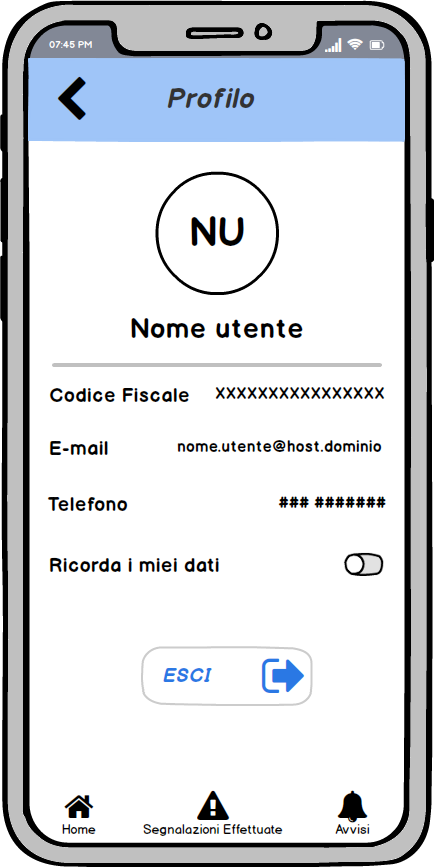 07:45 PM
Profilo
NU
Nome utente
Codice Fiscale XXXXXXXXXXXXXXXX
E-mail nome.utente@host.dominio
Telefono ### #######
Ricorda i miei dati
ESCI
Home Segnalazioni Effettuate Avvisi